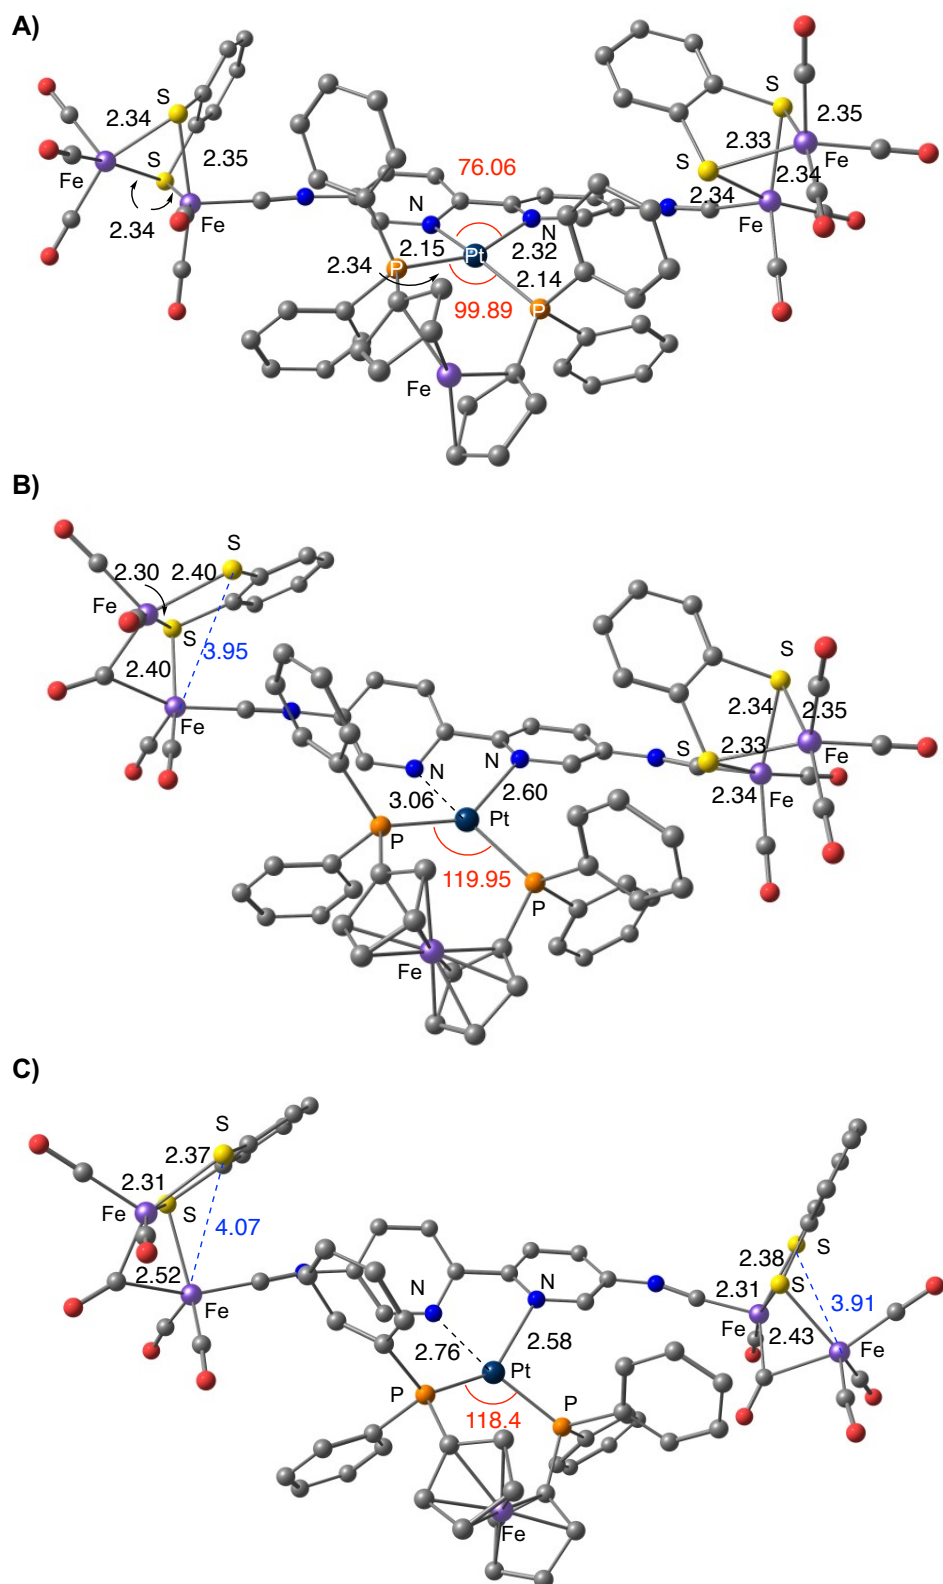 A)
S
S
2.34
2.35
2.33
76.06
Fe
S
2.35
S
Fe
2.34
2.34
2.34
Fe
N
N
Fe
2.15
Pt
2.32
2.34
P
2.14
99.89
P
Fe
B)
S
2.30
2.40
Fe
S
3.95
2.40
S
2.34
2.35
Fe
S
2.33
Fe
N
N
2.34
Fe
3.06
2.60
Pt
P
119.95
P
Fe
C)
S
2.37
2.31
Fe
S
4.07
S
2.38
2.52
N
N
S
2.31
3.91
Fe
Fe
2.43
Fe
2.76
2.58
Pt
P
P
118.4
Fe